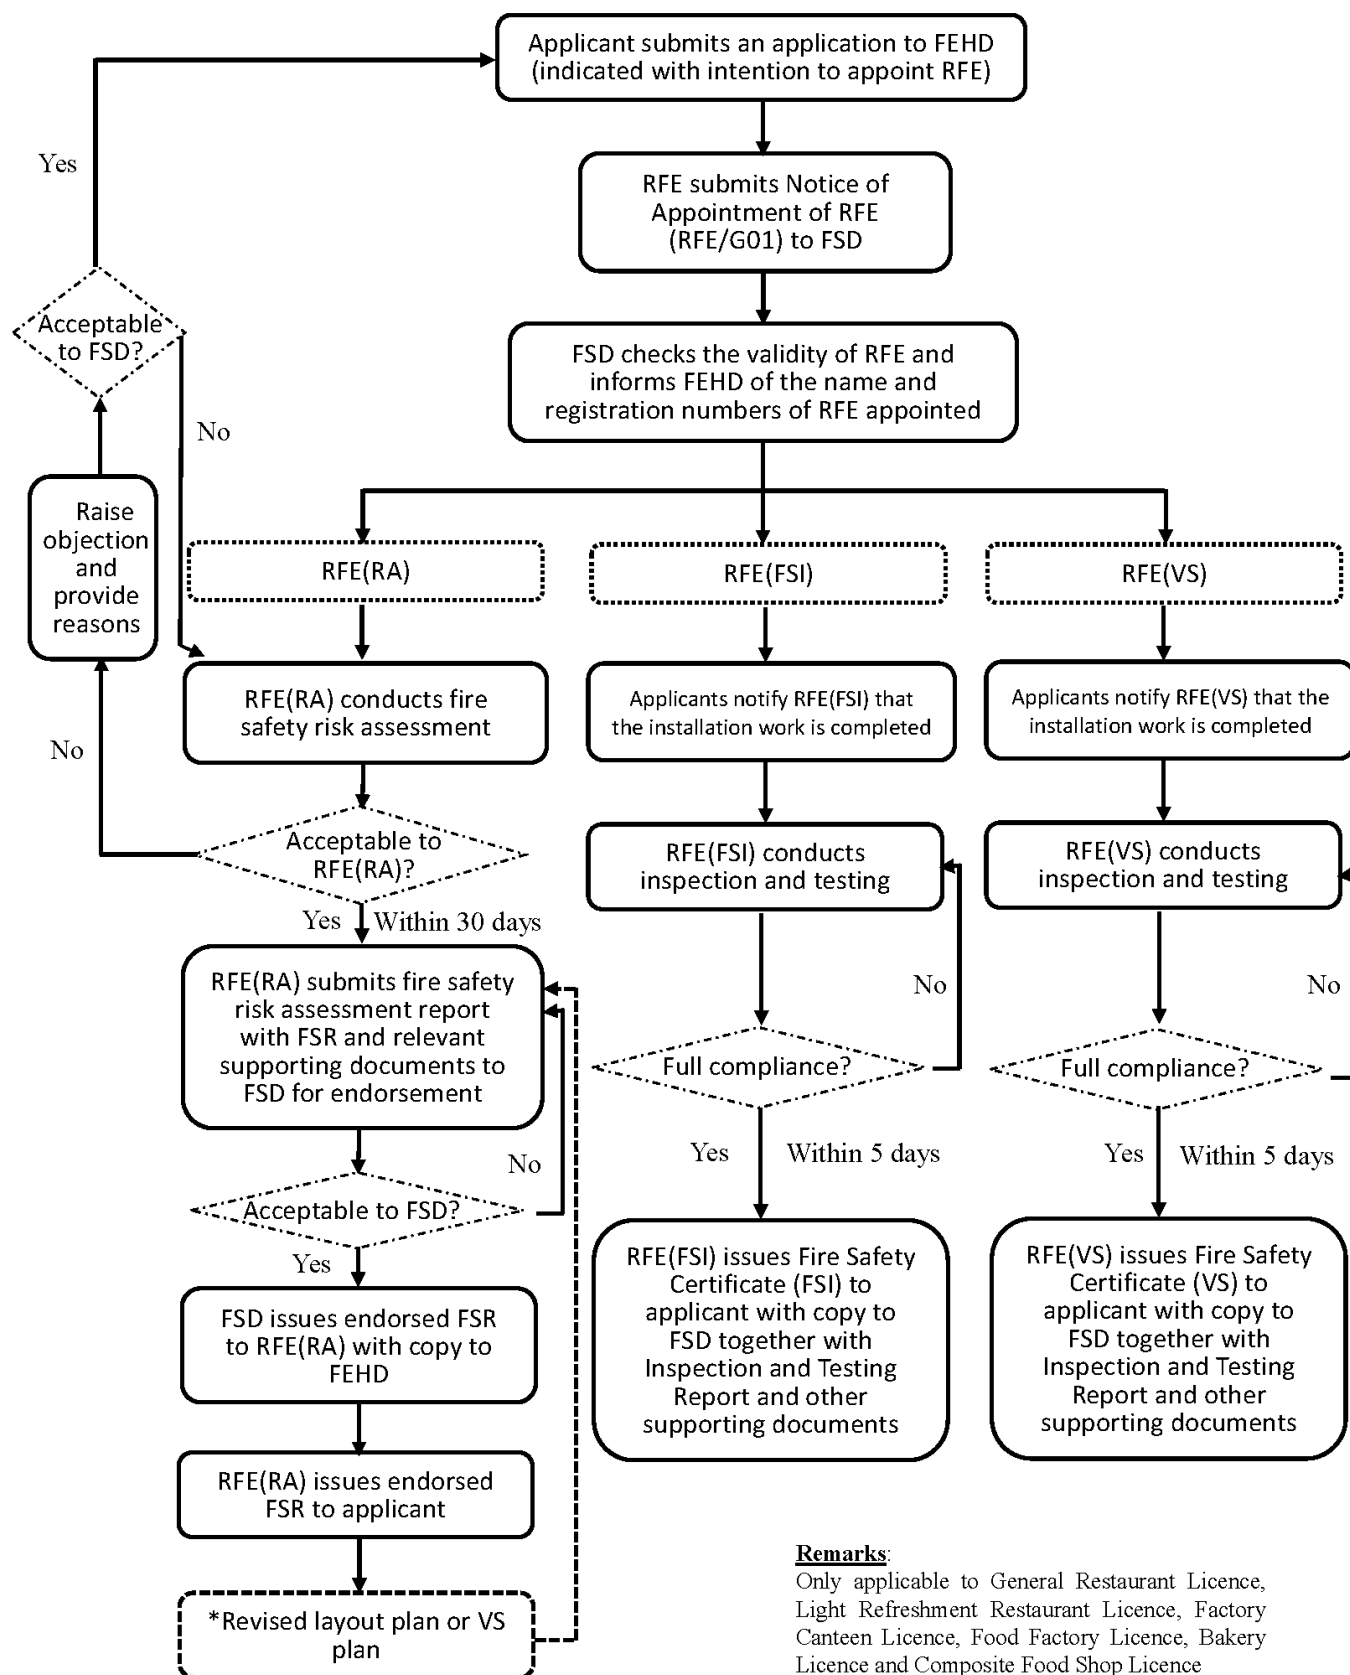 Applicant submits an application to FEHD
(indicated with intention to appoint RFE)
Yes
RFE submits Notice of
Appointment of RFE
(RFE/G01) to FSD
Acceptable
to FSD?
FSD checks the validity of RFE and
informs FEHD of the name and
registration numbers of RFE appointed
No
Raise
objection
and
provide
reasons
RFE(RA)
RFE(FSI)
RFE(VS)
RFE(RA) conducts fire
safety risk assessment
Applicants notify RFE(FSI) that
the installation work is completed
Applicants notify RFE(VS) that the
installation work is completed
No
Acceptable to
RFE(RA)?
RFE(FSI) conducts
inspection and testing
RFE(VS) conducts
inspection and testing
Yes
Within 30 days
RFE(RA) submits fire safety
risk assessment report
with FSR and relevant
supporting documents to
FSD for endorsement
No
No
Full compliance?
Full compliance?
No
Yes
Within 5 days
Yes
Within 5 days
Acceptable to FSD?
Yes
RFE(FSI) issues Fire Safety
Certificate (FSI) to
applicant with copy to
FSD together with
Inspection and Testing
Report and other
supporting documents
RFE(VS) issues Fire Safety
Certificate (VS) to
applicant with copy to
FSD together with
Inspection and Testing
Report and other
supporting documents
FSD issues endorsed FSR
to RFE(RA) with copy to
FEHD
RFE(RA) issues endorsed
FSR to applicant
*Revised layout plan or VS
plan
Remarks:
Only applicable to General Restaurant Licence,
Light Refreshment Restaurant Licence, Factory
Canteen Licence, Food Factory Licence, Bakery
Licence and Composite Food Shop Licence